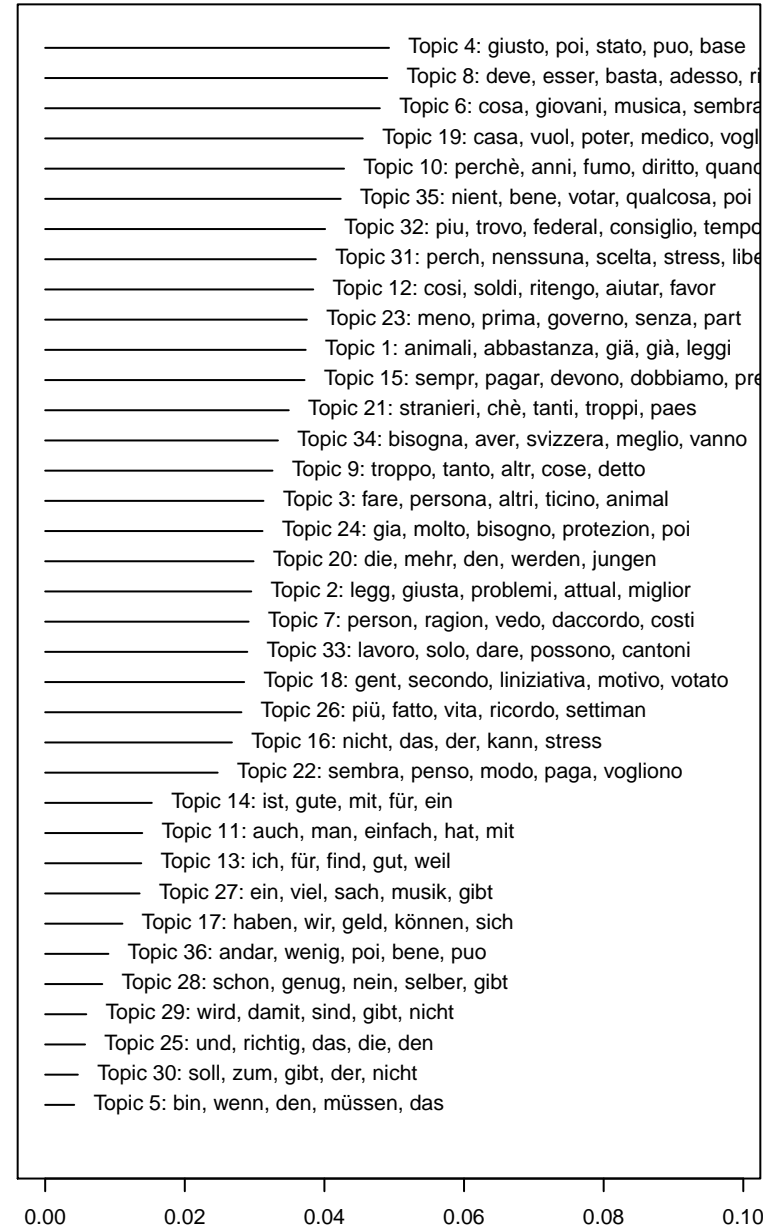 Topic 4: giusto, poi, stato, puo, base
Topic 8: deve, esser, basta, adesso, ri
Topic 6: cosa, giovani, musica, sembra
Topic 19: casa, vuol, poter, medico, vogl
Topic 10: perchè, anni, fumo, diritto, quand
Topic 35: nient, bene, votar, qualcosa, poi
Topic 32: piu, trovo, federal, consiglio, tempo
Topic 31: perch, nenssuna, scelta, stress, libe
Topic 12: cosi, soldi, ritengo, aiutar, favor
Topic 23: meno, prima, governo, senza, part
Topic 1: animali, abbastanza, giä, già, leggi
Topic 15: sempr, pagar, devono, dobbiamo, pre
Topic 21: stranieri, chè, tanti, troppi, paes
Topic 34: bisogna, aver, svizzera, meglio, vanno
Topic 9: troppo, tanto, altr, cose, detto
Topic 3: fare, persona, altri, ticino, animal
Topic 24: gia, molto, bisogno, protezion, poi
Topic 20: die, mehr, den, werden, jungen
Topic 2: legg, giusta, problemi, attual, miglior
Topic 7: person, ragion, vedo, daccordo, costi
Topic 33: lavoro, solo, dare, possono, cantoni
Topic 18: gent, secondo, liniziativa, motivo, votato
Topic 26: più, fatto, vita, ricordo, settiman
Topic 16: nicht, das, der, kann, stress
Topic 22: sembra, penso, modo, paga, vogliono
Topic 14: ist, gute, mit, für, ein
Topic 11: auch, man, einfach, hat, mit
Topic 13: ich, für, find, gut, weil
Topic 27: ein, viel, sach, musik, gibt
Topic 17: haben, wir, geld, können, sich
Topic 36: andar, wenig, poi, bene, puo
Topic 28: schon, genug, nein, selber, gibt
Topic 29: wird, damit, sind, gibt, nicht
Topic 25: und, richtig, das, die, den
Topic 30: soll, zum, gibt, der, nicht
Topic 5: bin, wenn, den, müssen, das
0.00 0.02 0.04 0.06 0.08 0.10